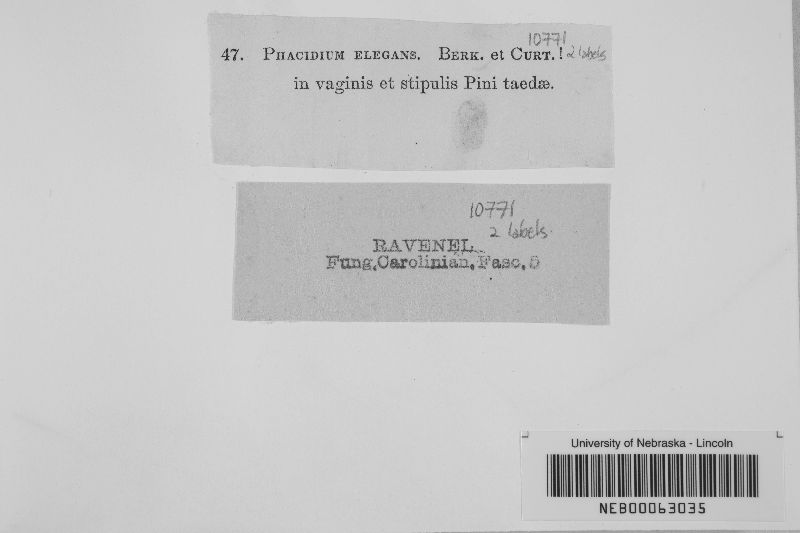 10771
47. PHACIDIUM ELEGANS. BERK. et CURT.! 2 labels
in vaginis et stipulis Pini taedæ.
10771
2 labels.
RAVENEL
Fung. Carolinian. Fasc. 5
University of Nebraska - Lincoln
NEB00063035